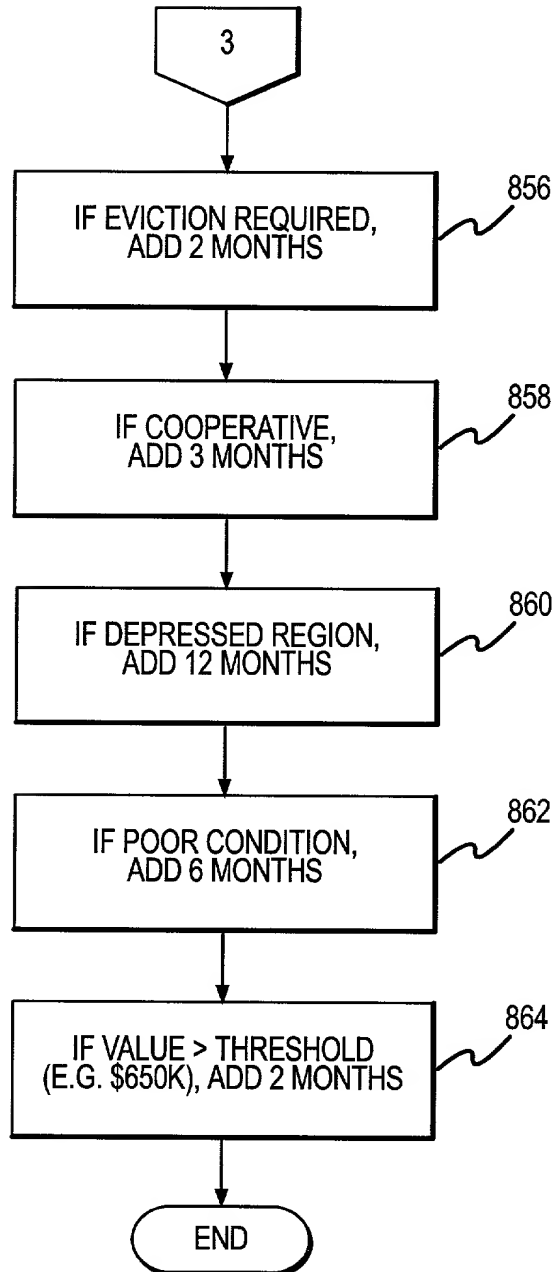 3
856
IF EVICTION REQUIRED,
ADD 2 MONTHS
858
IF COOPERATIVE,
ADD 3 MONTHS
860
IF DEPRESSED REGION,
ADD 12 MONTHS
862
IF POOR CONDITION,
ADD 6 MONTHS
864
IF VALUE > THRESHOLD
(E.G. $650K), ADD 2 MONTHS
END